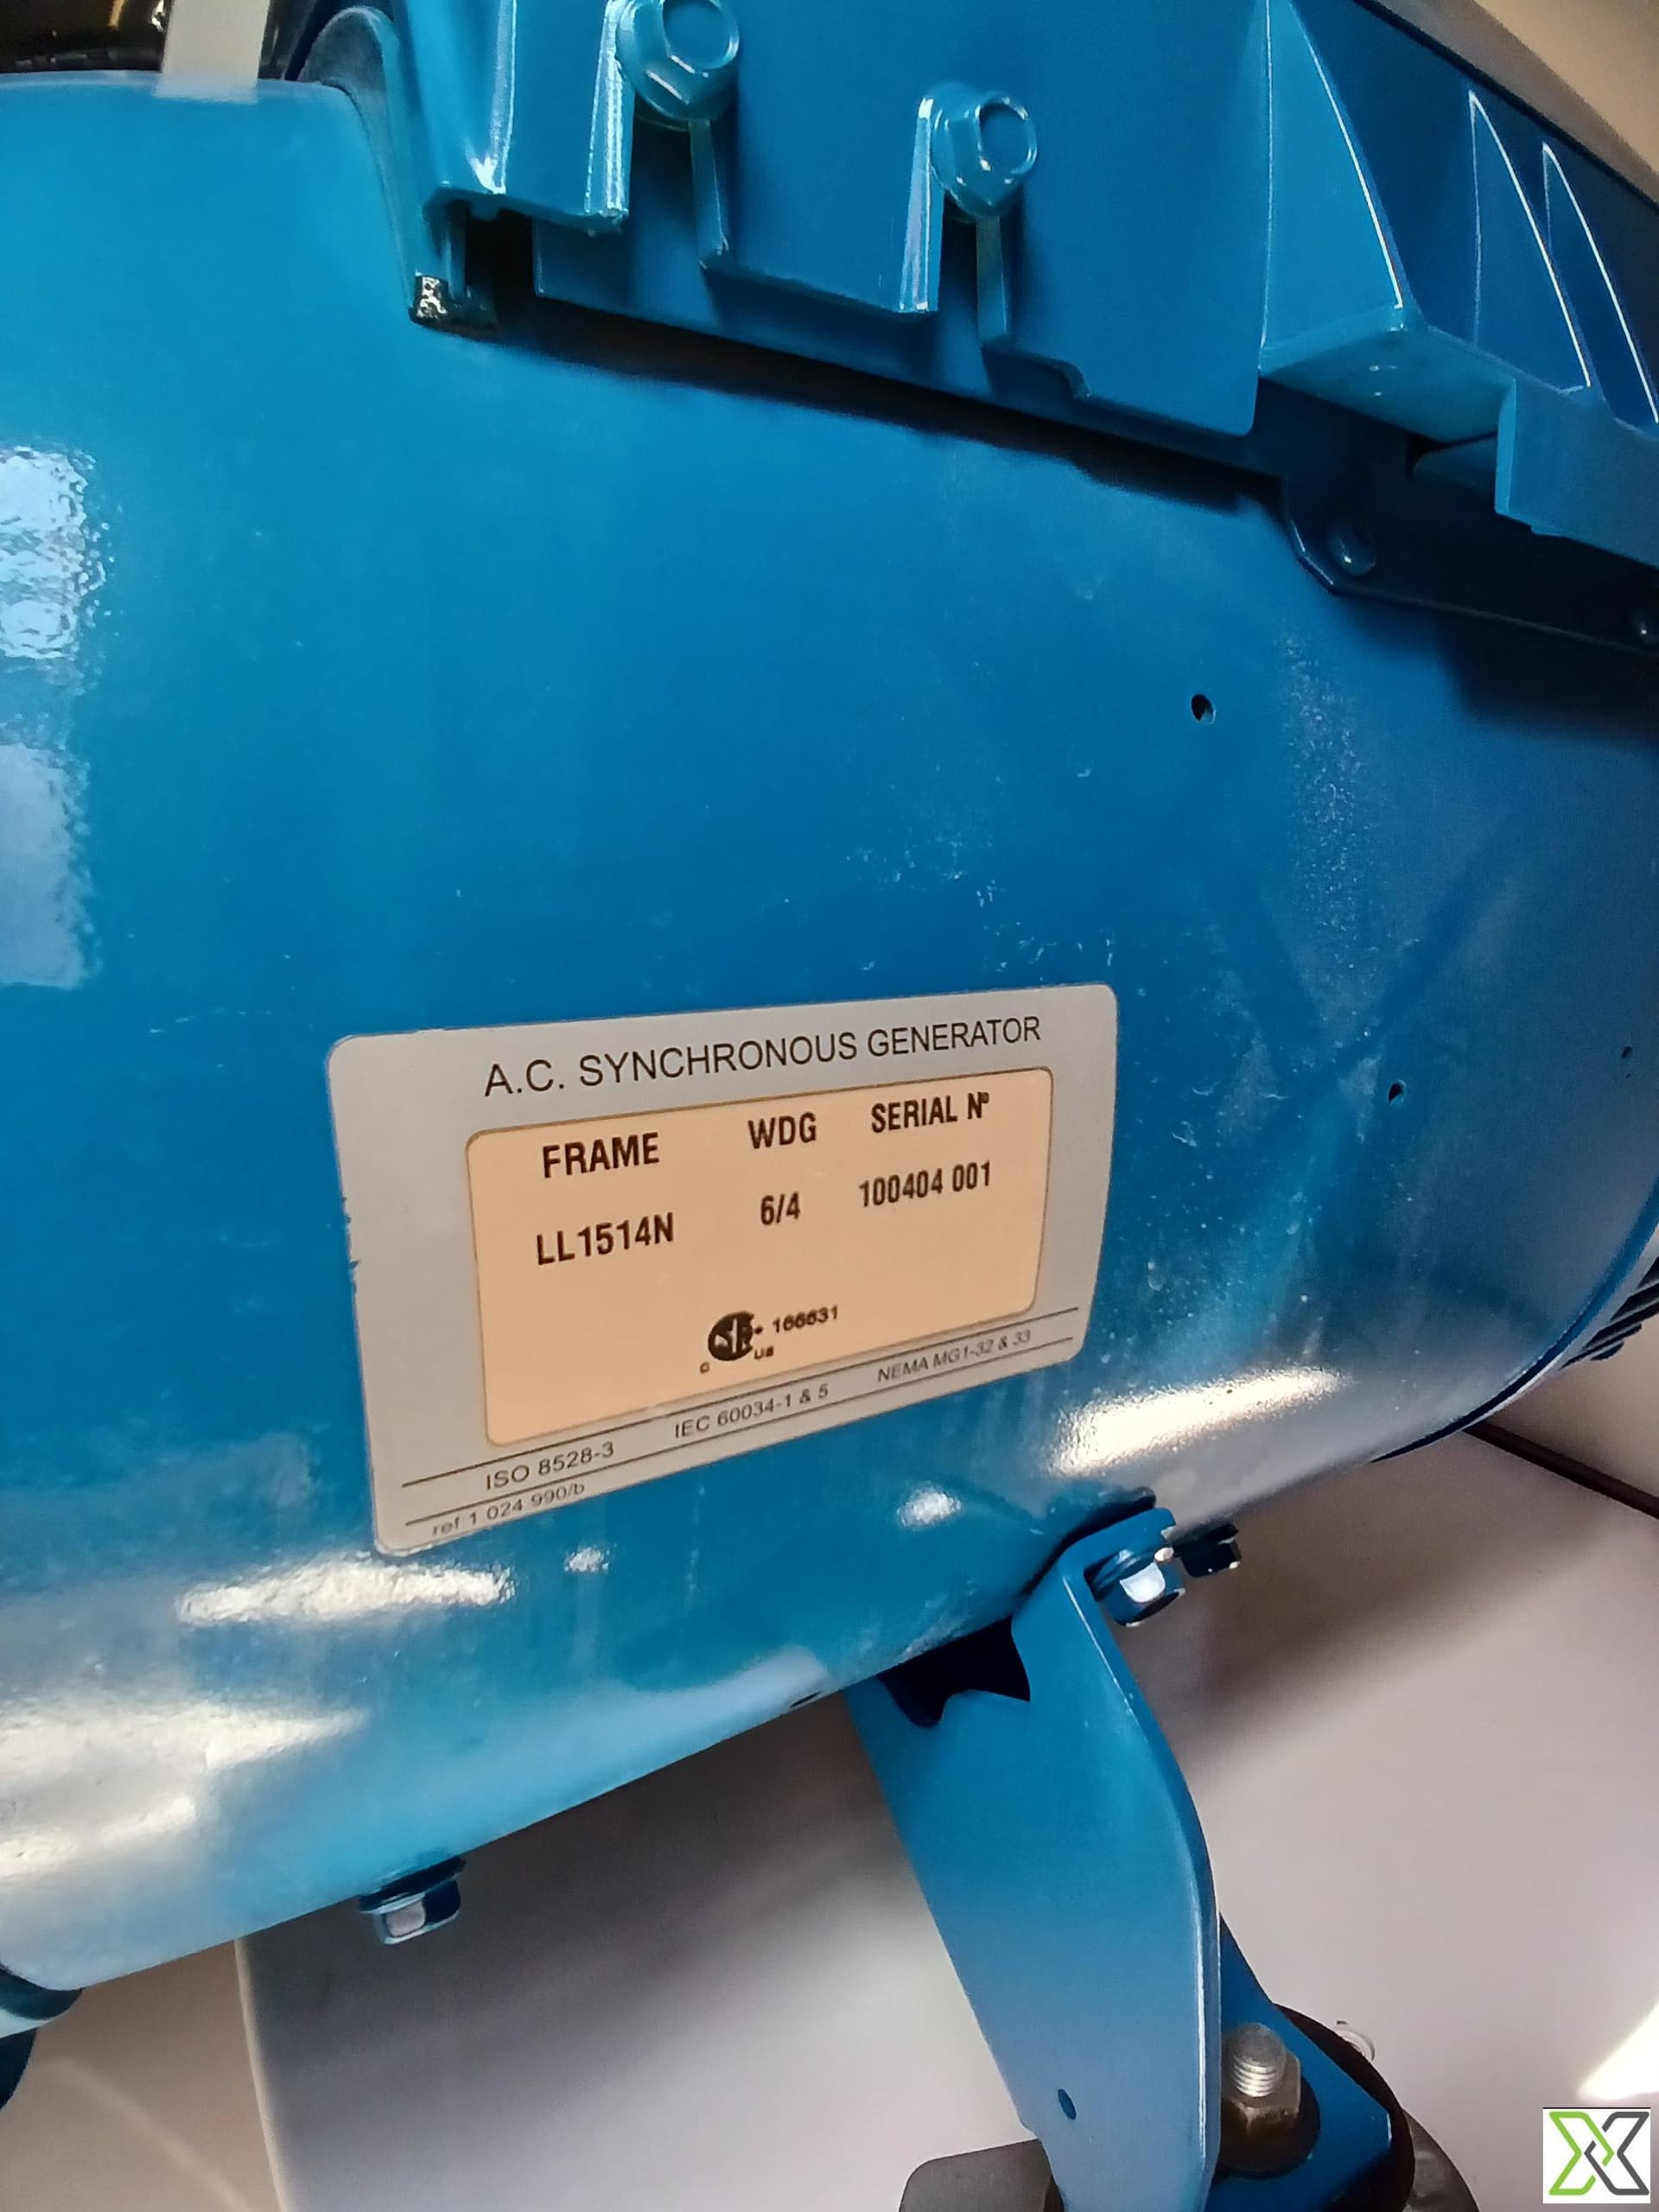 A.C. SYNCHRONOUS GENERATOR
FRAME WDG SERIAL Nº
LL1514N 6/4 100404 001
166631
C US
ISO 8528-3 IEC 60034-1 & 5 NEMA MG1-32 & 33
ref 1 024 990/b